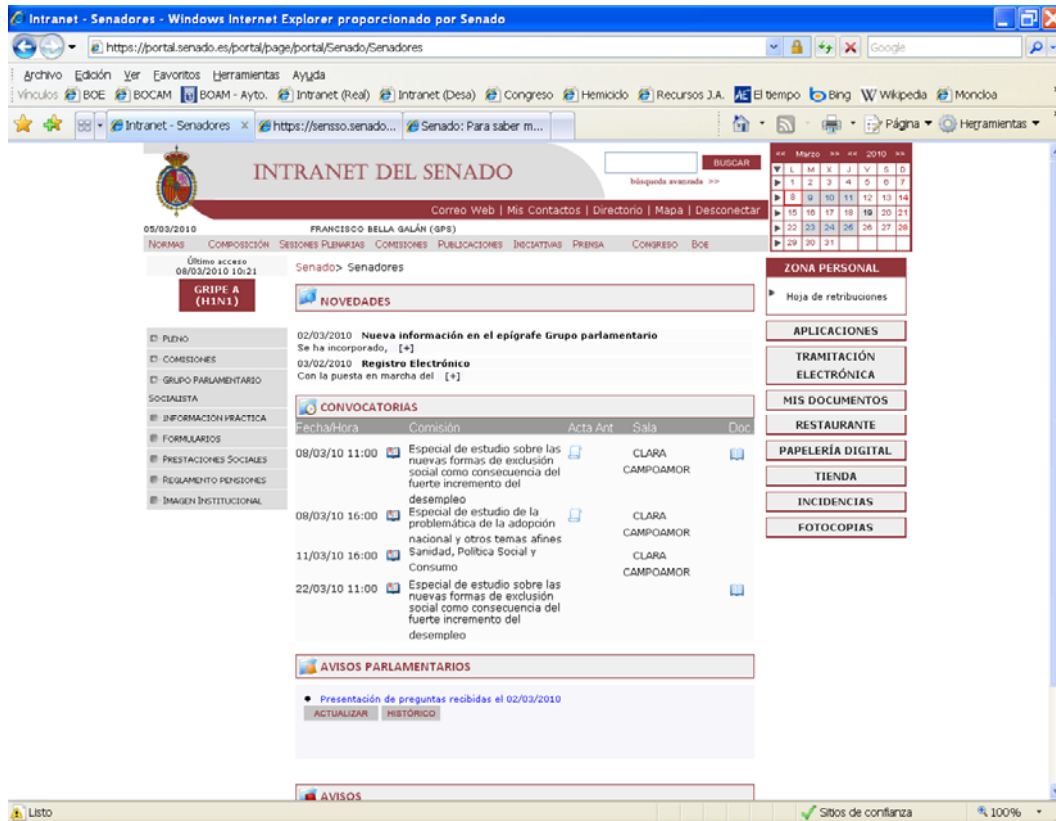 Intranet - Senadores - Windows Internet Explorer proporcionado por Senado
https://portal.senado.es/portal/page/portal/Senado/Senadores
Google
Archivo Edición Ver Favoritos Herramientas Ayuda
Vínculos BOE BOCAM BOAM - Ayto. Intranet (Real) Intranet (Desa) Congreso Hemiciclo Recursos J.A. El tiempo Bing Wikipedia Moncloa
Intranet - Senadores https://sensso.senado... Senado: Para saber m... Página Herramientas
INTRANET DEL SENADO
BUSCAR
búsqueda avanzada >>
Correo Web | Mis Contactos | Directorio | Mapa | Desconectar
05/03/2010 FRANCISCO BELLA GALÁN (GPS)
NORMAS COMPOSICIÓN SESIONES PLENARIAS COMISIONES PUBLICACIONES INICIATIVAS PRENSA CONGRESO BOE
<< Marzo >> << 2010 >>
L M X J V S D
1 2 3 4 5 6 7
8 9 10 11 12 13 14
15 16 17 18 19 20 21
22 23 24 25 26 27 28
29 30 31
Último acceso
08/03/2010 10:21
GRIPE A
(H1N1)
PLENO
COMISIONES
GRUPO PARLAMENTARIO
SOCIALISTA
INFORMACION PRÁCTICA
FORMULARIOS
PRESTACIONES SOCIALES
REGLAMENTO PENSIONES
IMAGEN INSTITUCIONAL
Senado> Senadores
NOVEDADES
02/03/2010 Nueva información en el epígrafe Grupo parlamentario
Se ha incorporado, [+]
03/02/2010 Registro Electrónico
Con la puesta en marcha del [+]
CONVOCATORIAS
Fecha/Hora Comisión Acta Ant Sala Doc
08/03/10 11:00 Especial de estudio sobre las
nuevas formas de exclusión
social como consecuencia del
fuerte incremento del
desempleo
CLARA
CAMPOAMOR
08/03/10 16:00 Especial de estudio de la
problemática de la adopción
nacional y otros temas afines
CLARA
CAMPOAMOR
11/03/10 16:00 Sanidad, Política Social y
Consumo
CLARA
CAMPOAMOR
22/03/10 11:00 Especial de estudio sobre las
nuevas formas de exclusión
social como consecuencia del
fuerte incremento del
desempleo
AVISOS PARLAMENTARIOS
Presentación de preguntas recibidas el 02/03/2010
ACTUALIZAR HISTÓRICO
AVISOS
ZONA PERSONAL
Hoja de retribuciones
APLICACIONES
TRAMITACIÓN
ELECTRÓNICA
MIS DOCUMENTOS
RESTAURANTE
PAPELERÍA DIGITAL
TIENDA
INCIDENCIAS
FOTOCOPIAS
Listo Sitios de confianza 100%